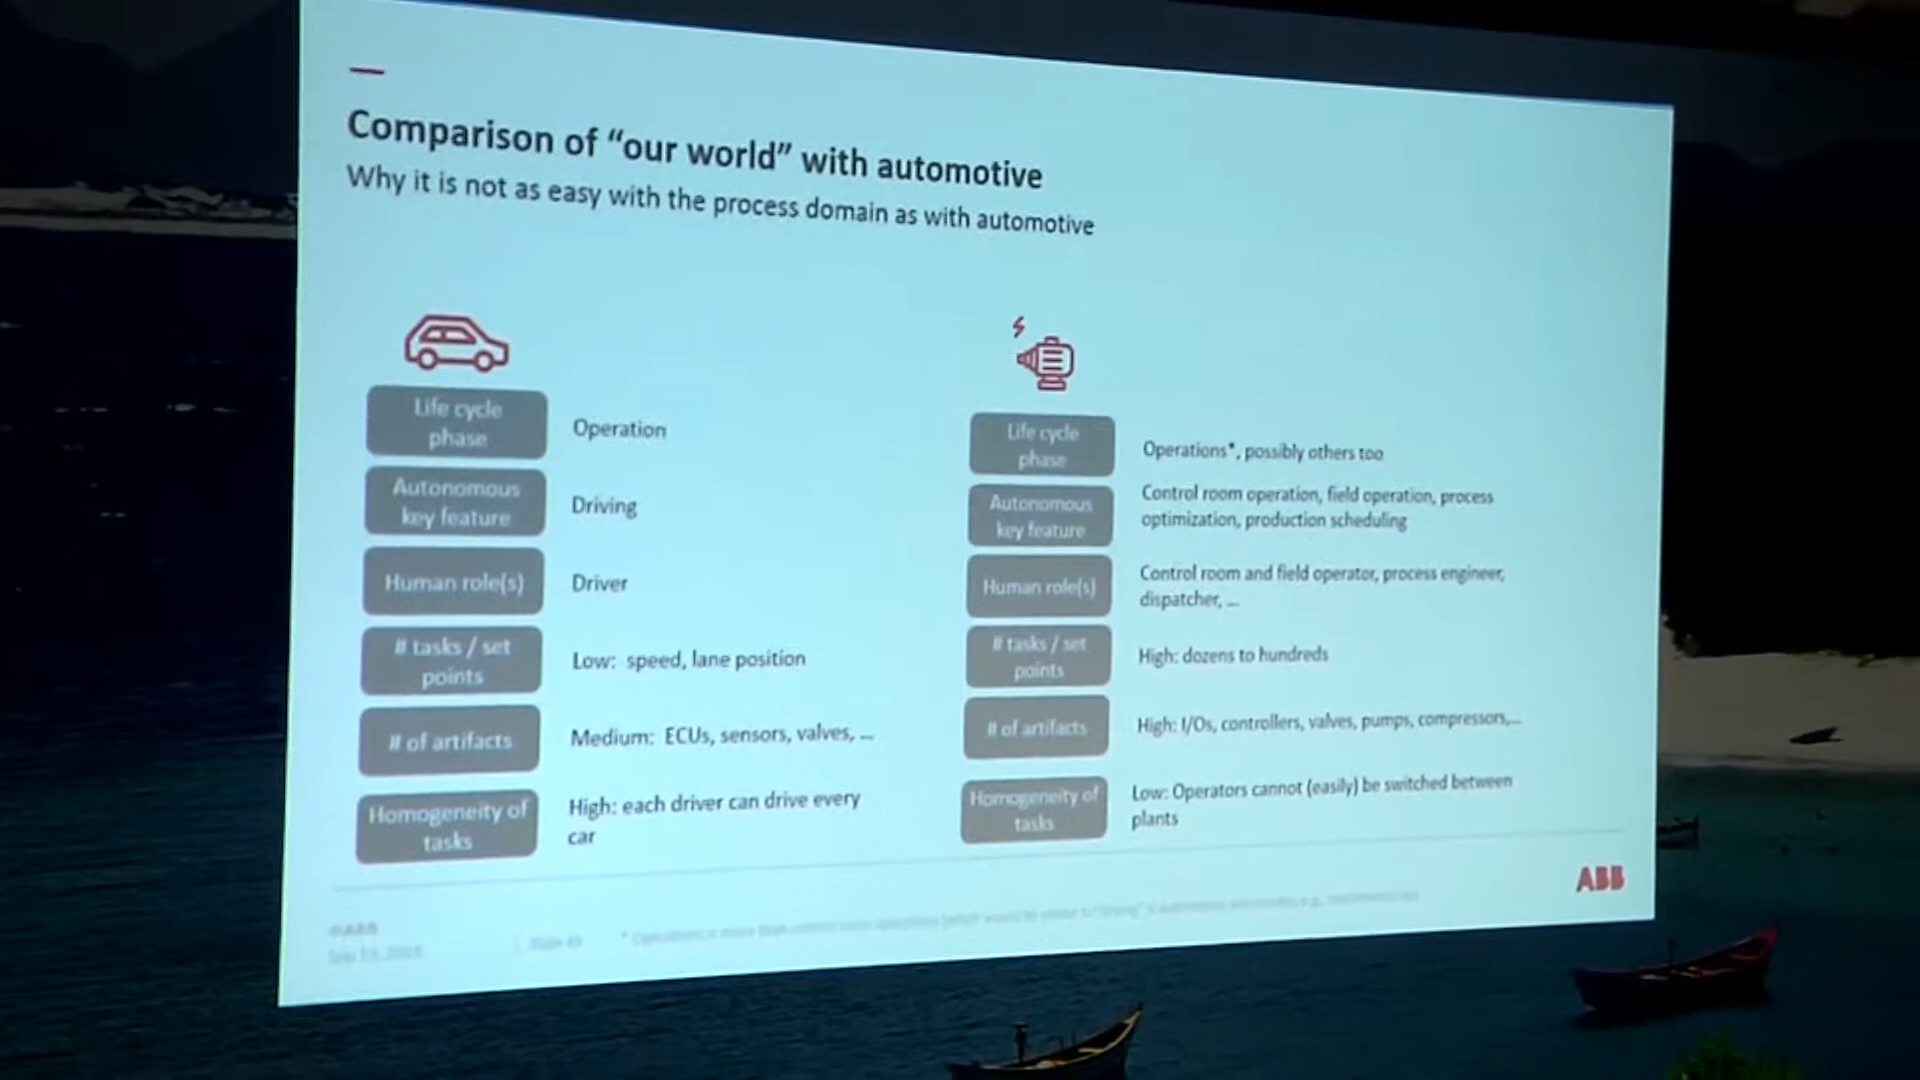 Comparison of “our world” with automotive
Why it is not as easy with the process domain as with automotive
Life cycle
phase
Operation
Autonomous
key feature
Driving
Human role(s)
Driver
# tasks / set
points
Low: speed, lane position
# of artifacts
Medium: ECUs, sensors, valves, ...
Homogeneity of
tasks
High: each driver can drive every
car
Life cycle
phase
Operations*, possibly others too
Autonomous
key feature
Control room operation, field operation, process
optimization, production scheduling
Human role(s)
Control room and field operator, process engineer,
dispatcher, ...
# tasks / set
points
High: dozens to hundreds
# of artifacts
High: I/Os, controllers, valves, pumps, compressors,...
Homogeneity of
tasks
Low: Operators cannot (easily) be switched between
plants
ABB
©ABB